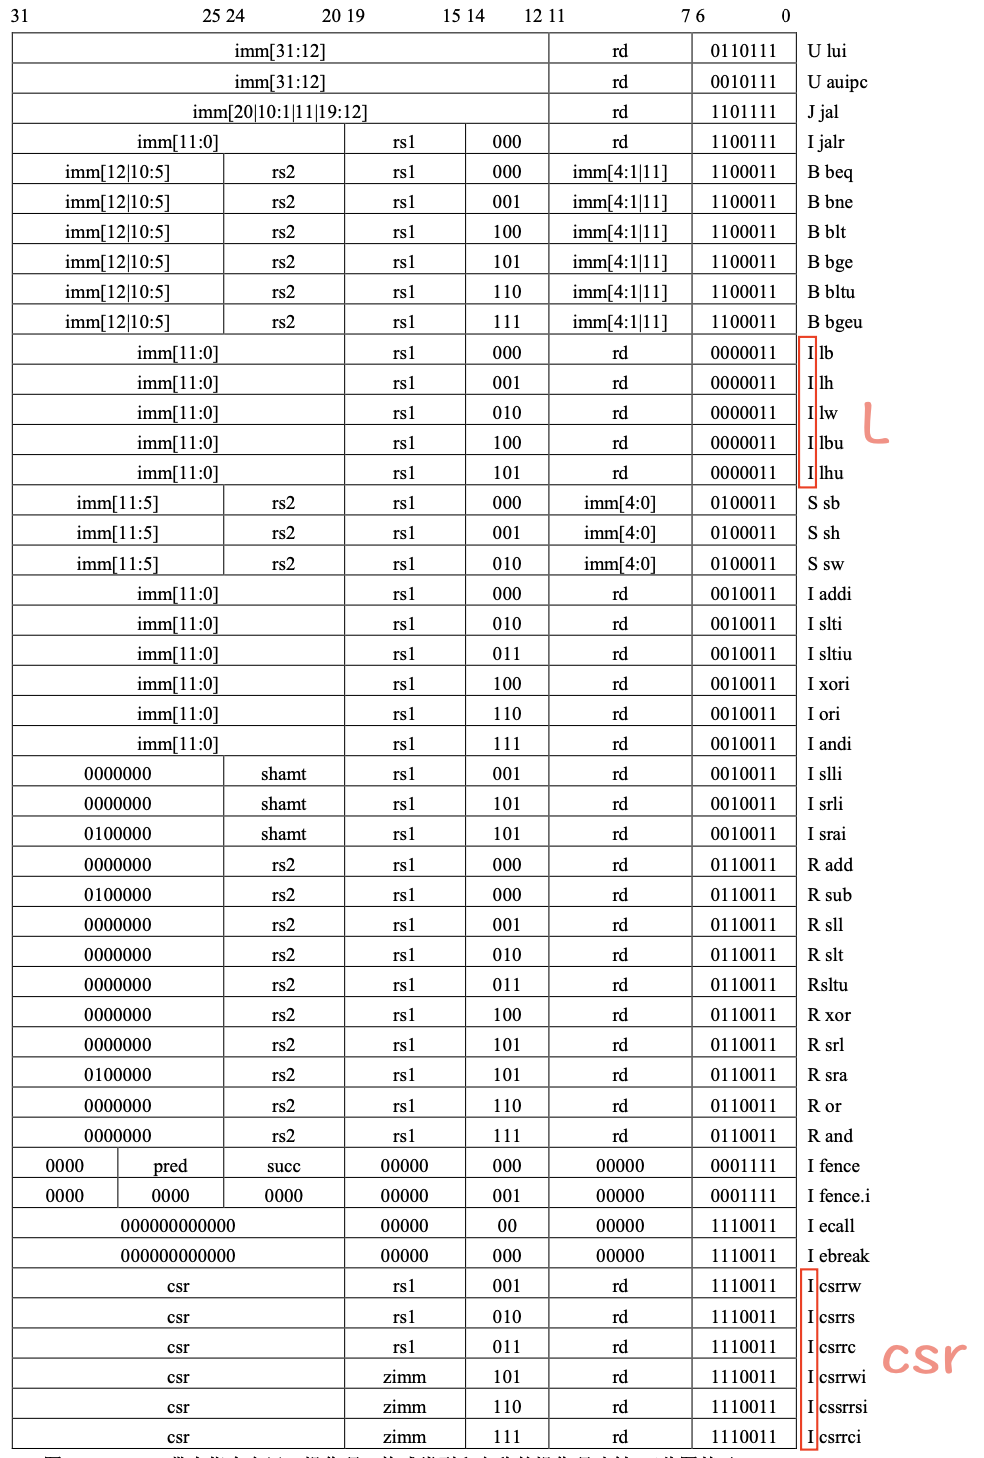 31 25 24 20 19 15 14 12 11 7 6 0
imm[31:12] rd 0110111 U lui
imm[31:12] rd 0010111 U auipc
imm[20|10:1|11|19:12] rd 1101111 J jal
imm[11:0] rs1 000 rd 1100111 I jalr
imm[12|10:5] rs2 rs1 000 imm[4:1|11] 1100011 B beq
imm[12|10:5] rs2 rs1 001 imm[4:1|11] 1100011 B bne
imm[12|10:5] rs2 rs1 100 imm[4:1|11] 1100011 B blt
imm[12|10:5] rs2 rs1 101 imm[4:1|11] 1100011 B bge
imm[12|10:5] rs2 rs1 110 imm[4:1|11] 1100011 B bltu
imm[12|10:5] rs2 rs1 111 imm[4:1|11] 1100011 B bgeu
imm[11:0] rs1 000 rd 0000011 I lb
imm[11:0] rs1 001 rd 0000011 I lh
imm[11:0] rs1 010 rd 0000011 I lw L
imm[11:0] rs1 100 rd 0000011 I lbu
imm[11:0] rs1 101 rd 0000011 I lhu
imm[11:5] rs2 rs1 000 imm[4:0] 0100011 S sb
imm[11:5] rs2 rs1 001 imm[4:0] 0100011 S sh
imm[11:5] rs2 rs1 010 imm[4:0] 0100011 S sw
imm[11:0] rs1 000 rd 0010011 I addi
imm[11:0] rs1 010 rd 0010011 I slti
imm[11:0] rs1 011 rd 0010011 I sltiu
imm[11:0] rs1 100 rd 0010011 I xori
imm[11:0] rs1 110 rd 0010011 I ori
imm[11:0] rs1 111 rd 0010011 I andi
0000000 shamt rs1 001 rd 0010011 I slli
0000000 shamt rs1 101 rd 0010011 I srli
0100000 shamt rs1 101 rd 0010011 I srai
0000000 rs2 rs1 000 rd 0110011 R add
0100000 rs2 rs1 000 rd 0110011 R sub
0000000 rs2 rs1 001 rd 0110011 R sll
0000000 rs2 rs1 010 rd 0110011 R slt
0000000 rs2 rs1 011 rd 0110011 Rsltu
0000000 rs2 rs1 100 rd 0110011 R xor
0000000 rs2 rs1 101 rd 0110011 R srl
0100000 rs2 rs1 101 rd 0110011 R sra
0000000 rs2 rs1 110 rd 0110011 R or
0000000 rs2 rs1 111 rd 0110011 R and
0000 pred succ 00000 000 00000 0001111 I fence
0000 0000 0000 00000 001 00000 0001111 I fence.i
000000000000 00000 00 00000 1110011 I ecall
000000000000 00000 000 00000 1110011 I ebreak
csr rs1 001 rd 1110011 I csrrw
csr rs1 010 rd 1110011 I csrrs
csr rs1 011 rd 1110011 I csrrc csr
csr zimm 101 rd 1110011 I csrrwi
csr zimm 110 rd 1110011 I cssrrsi
csr zimm 111 rd 1110011 I csrrci